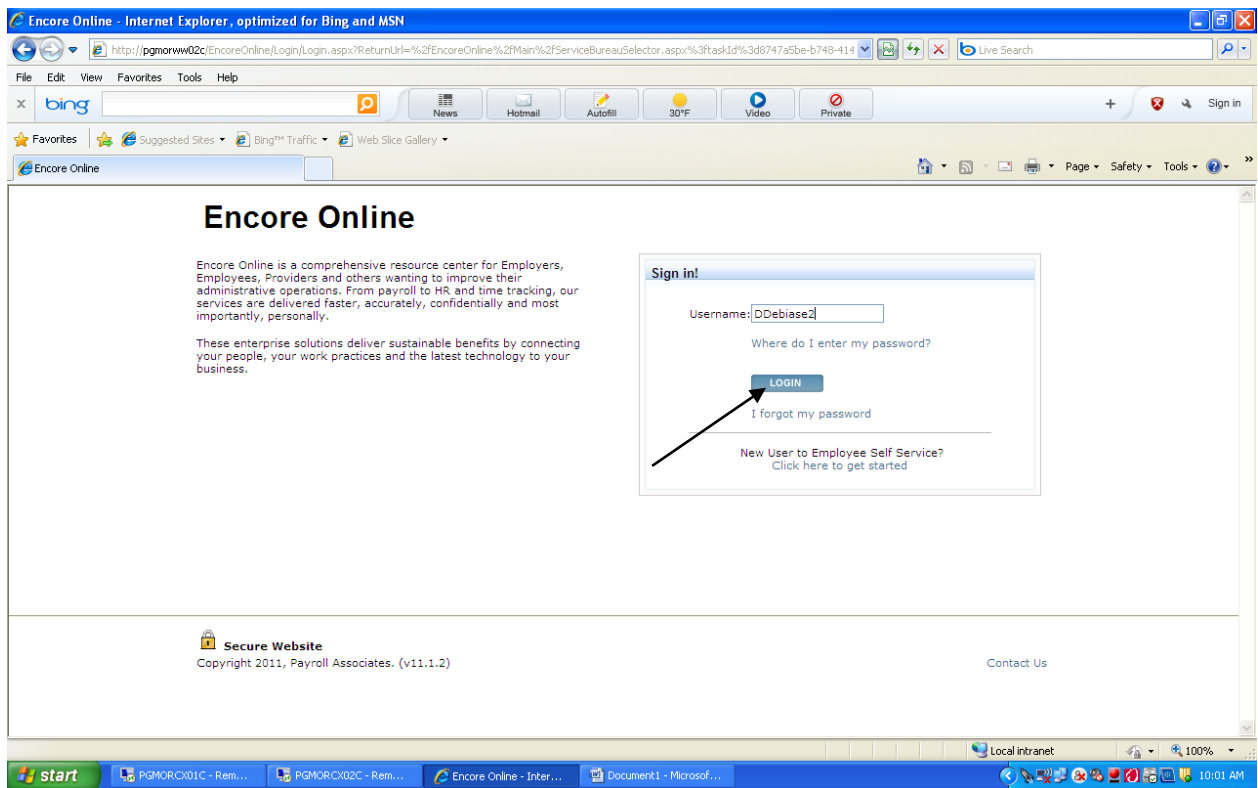 Encore Online - Internet Explorer, optimized for Bing and MSN
http://pgmorww02c/EncoreOnline/Login/Login.aspx?ReturnUrl=%2fEncoreOnline%2fMain%2fServiceBureauSelector.aspx%3ftaskId%3d8747a5be-b748-414
Live Search
File Edit View Favorites Tools Help
x bing News Hotmail Autofill 30°F Video Private + Sign in
Favorites Suggested Sites Bing™ Traffic Web Slice Gallery
Encore Online Page Safety Tools »
Encore Online
Encore Online is a comprehensive resource center for Employers,
Employees, Providers and others wanting to improve their
administrative operations. From payroll to HR and time tracking, our
services are delivered faster, accurately, confidentially and most
importantly, personally.
These enterprise solutions deliver sustainable benefits by connecting
your people, your work practices and the latest technology to your
business.
Sign in!
Username: DDebiase2
Where do I enter my password?
LOGIN
I forgot my password
New User to Employee Self Service?
Click here to get started
Secure Website
Copyright 2011, Payroll Associates. (v11.1.2)
Contact Us
Local intranet 100%
start PGMORCX01C - Rem... PGMORCX02C - Rem... Encore Online - Inter... Document1 - Microsof... 10:01 AM